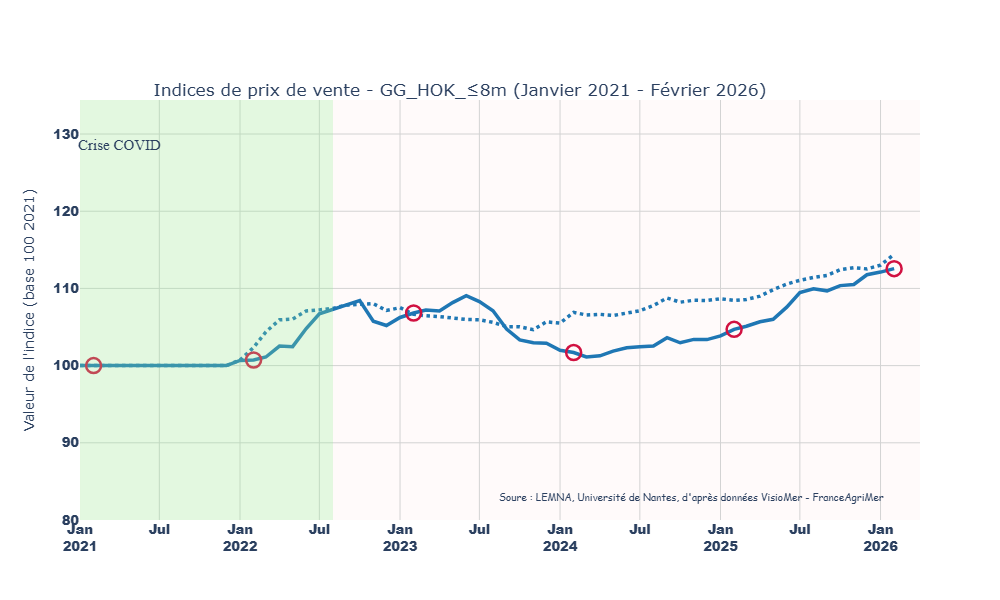 Indices de prix de vente - GG_HOK_≤8m (Janvier 2021 - Février 2026)
Valeur de l'indice (base 100 2021)
130
Crise COVID
120
110
100
90
Soure : LEMNA, Université de Nantes, d'après données VisioMer - FranceAgriMer
80
Jan Jul Jan Jul Jan Jul Jan Jul Jan Jul Jan
2021 2022 2023 2024 2025 2026